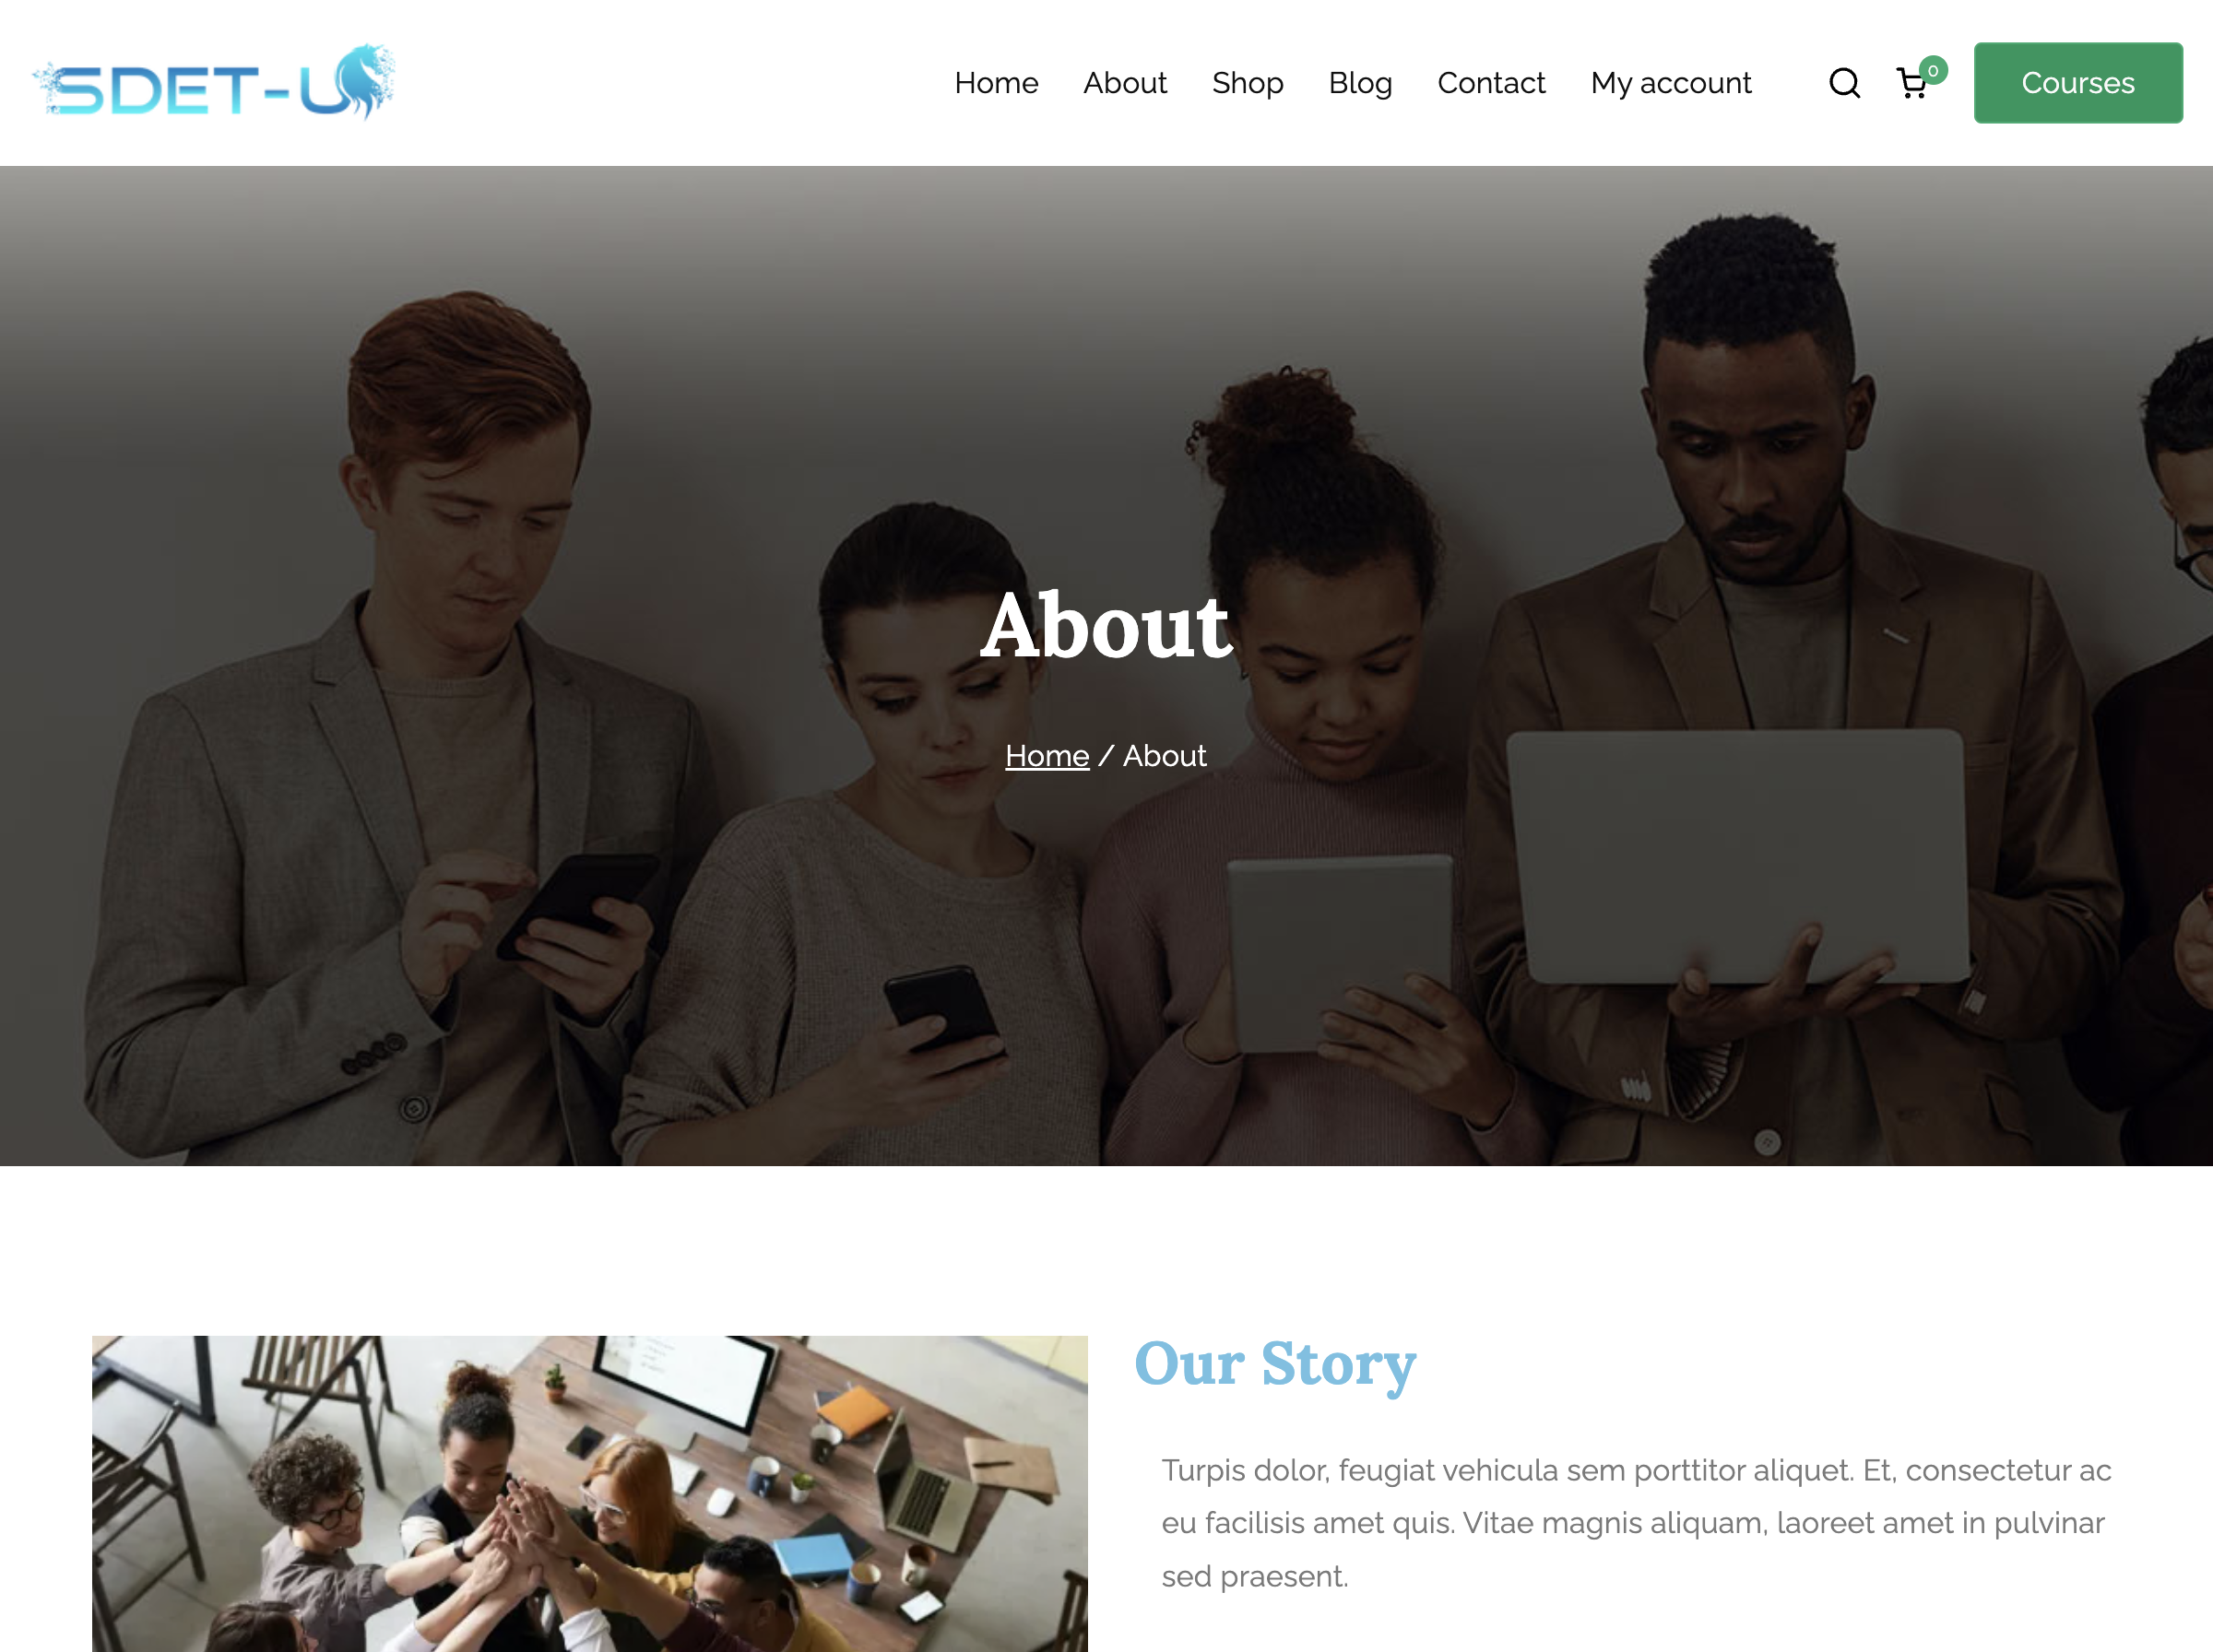 SDET-U
Home About Shop Blog Contact My account 0 Courses
About
Home / About
Our Story
Turpis dolor, feugiat vehicula sem porttitor aliquet. Et, consectetur ac
eu facilisis amet quis. Vitae magnis aliquam, laoreet amet in pulvinar
sed praesent.